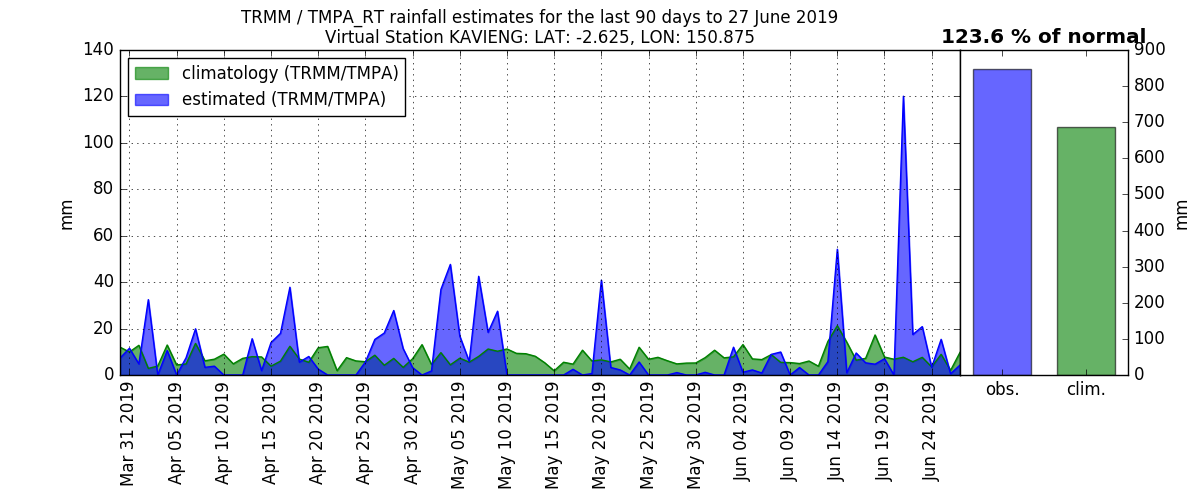 TRMM / TMPA_RT rainfall estimates for the last 90 days to 27 June 2019
Virtual Station KAVIENG: LAT: -2.625, LON: 150.875
123.6 % of normal
climatology (TRMM/TMPA)
estimated (TRMM/TMPA)
mm
140
120
100
80
60
40
20
0
Mar 31 2019
Apr 05 2019
Apr 10 2019
Apr 15 2019
Apr 20 2019
Apr 25 2019
Apr 30 2019
May 05 2019
May 10 2019
May 15 2019
May 20 2019
May 25 2019
May 30 2019
Jun 04 2019
Jun 09 2019
Jun 14 2019
Jun 19 2019
Jun 24 2019
obs.
clim.
900
800
700
600
500
400
300
200
100
0
mm